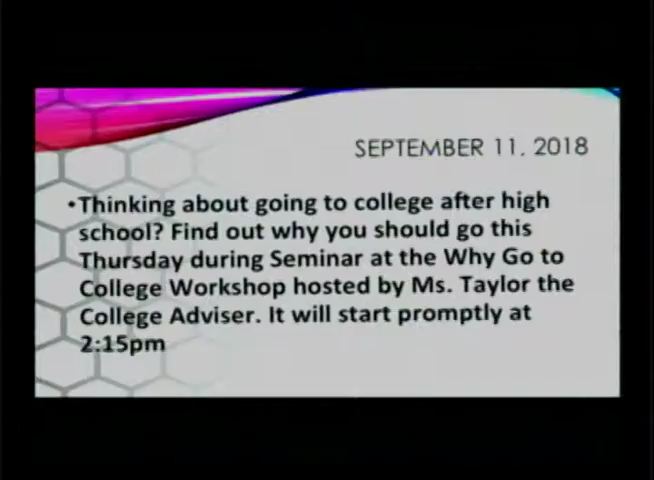 SEPTEMBER 11, 2018
•Thinking about going to college after high
school? Find out why you should go this
Thursday during Seminar at the Why Go to
College Workshop hosted by Ms. Taylor the
College Adviser. It will start promptly at
2:15pm